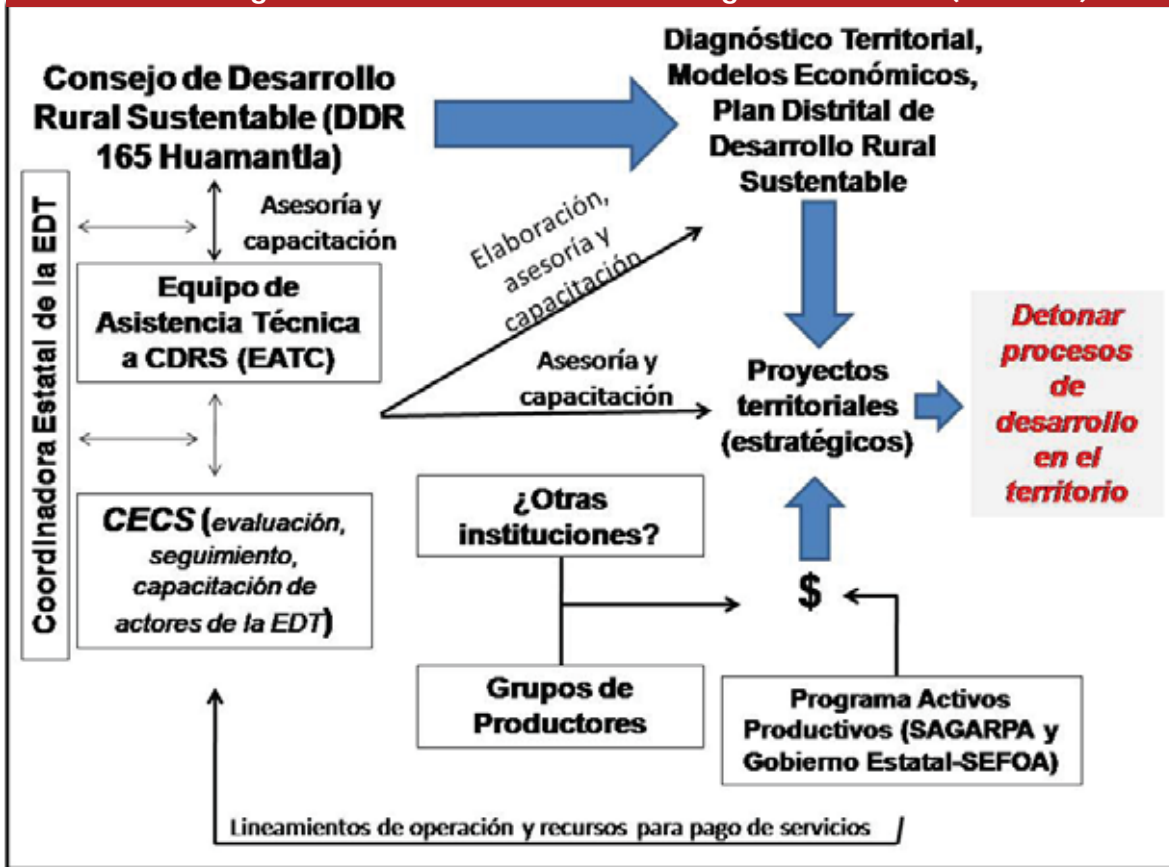 Consejo de Desarrollo
Rural Sustentable (DDR
165 Huamantla)
Diagnóstico Territorial,
Modelos Económicos,
Plan Distrital de
Desarrollo Rural
Sustentable
Coordinadora Estatal de la EDT
Asesoría y
capacitación
Elaboración,
asesoría y
capacitación
Equipo de
Asistencia Técnica
a CDRS (EATC)
Asesoría y
capacitación
Proyectos
territoriales
(estratégicos)
Detonar
procesos
de
desarrollo
en el
territorio
CECS (evaluación,
seguimiento,
capacitación de
actores de la EDT)
¿Otras
instituciones?
$
Grupos de
Productores
Programa Activos
Productivos (SAGARPA y
Gobierno Estatal-SEFOA)
Lineamientos de operación y recursos para pago de servicios